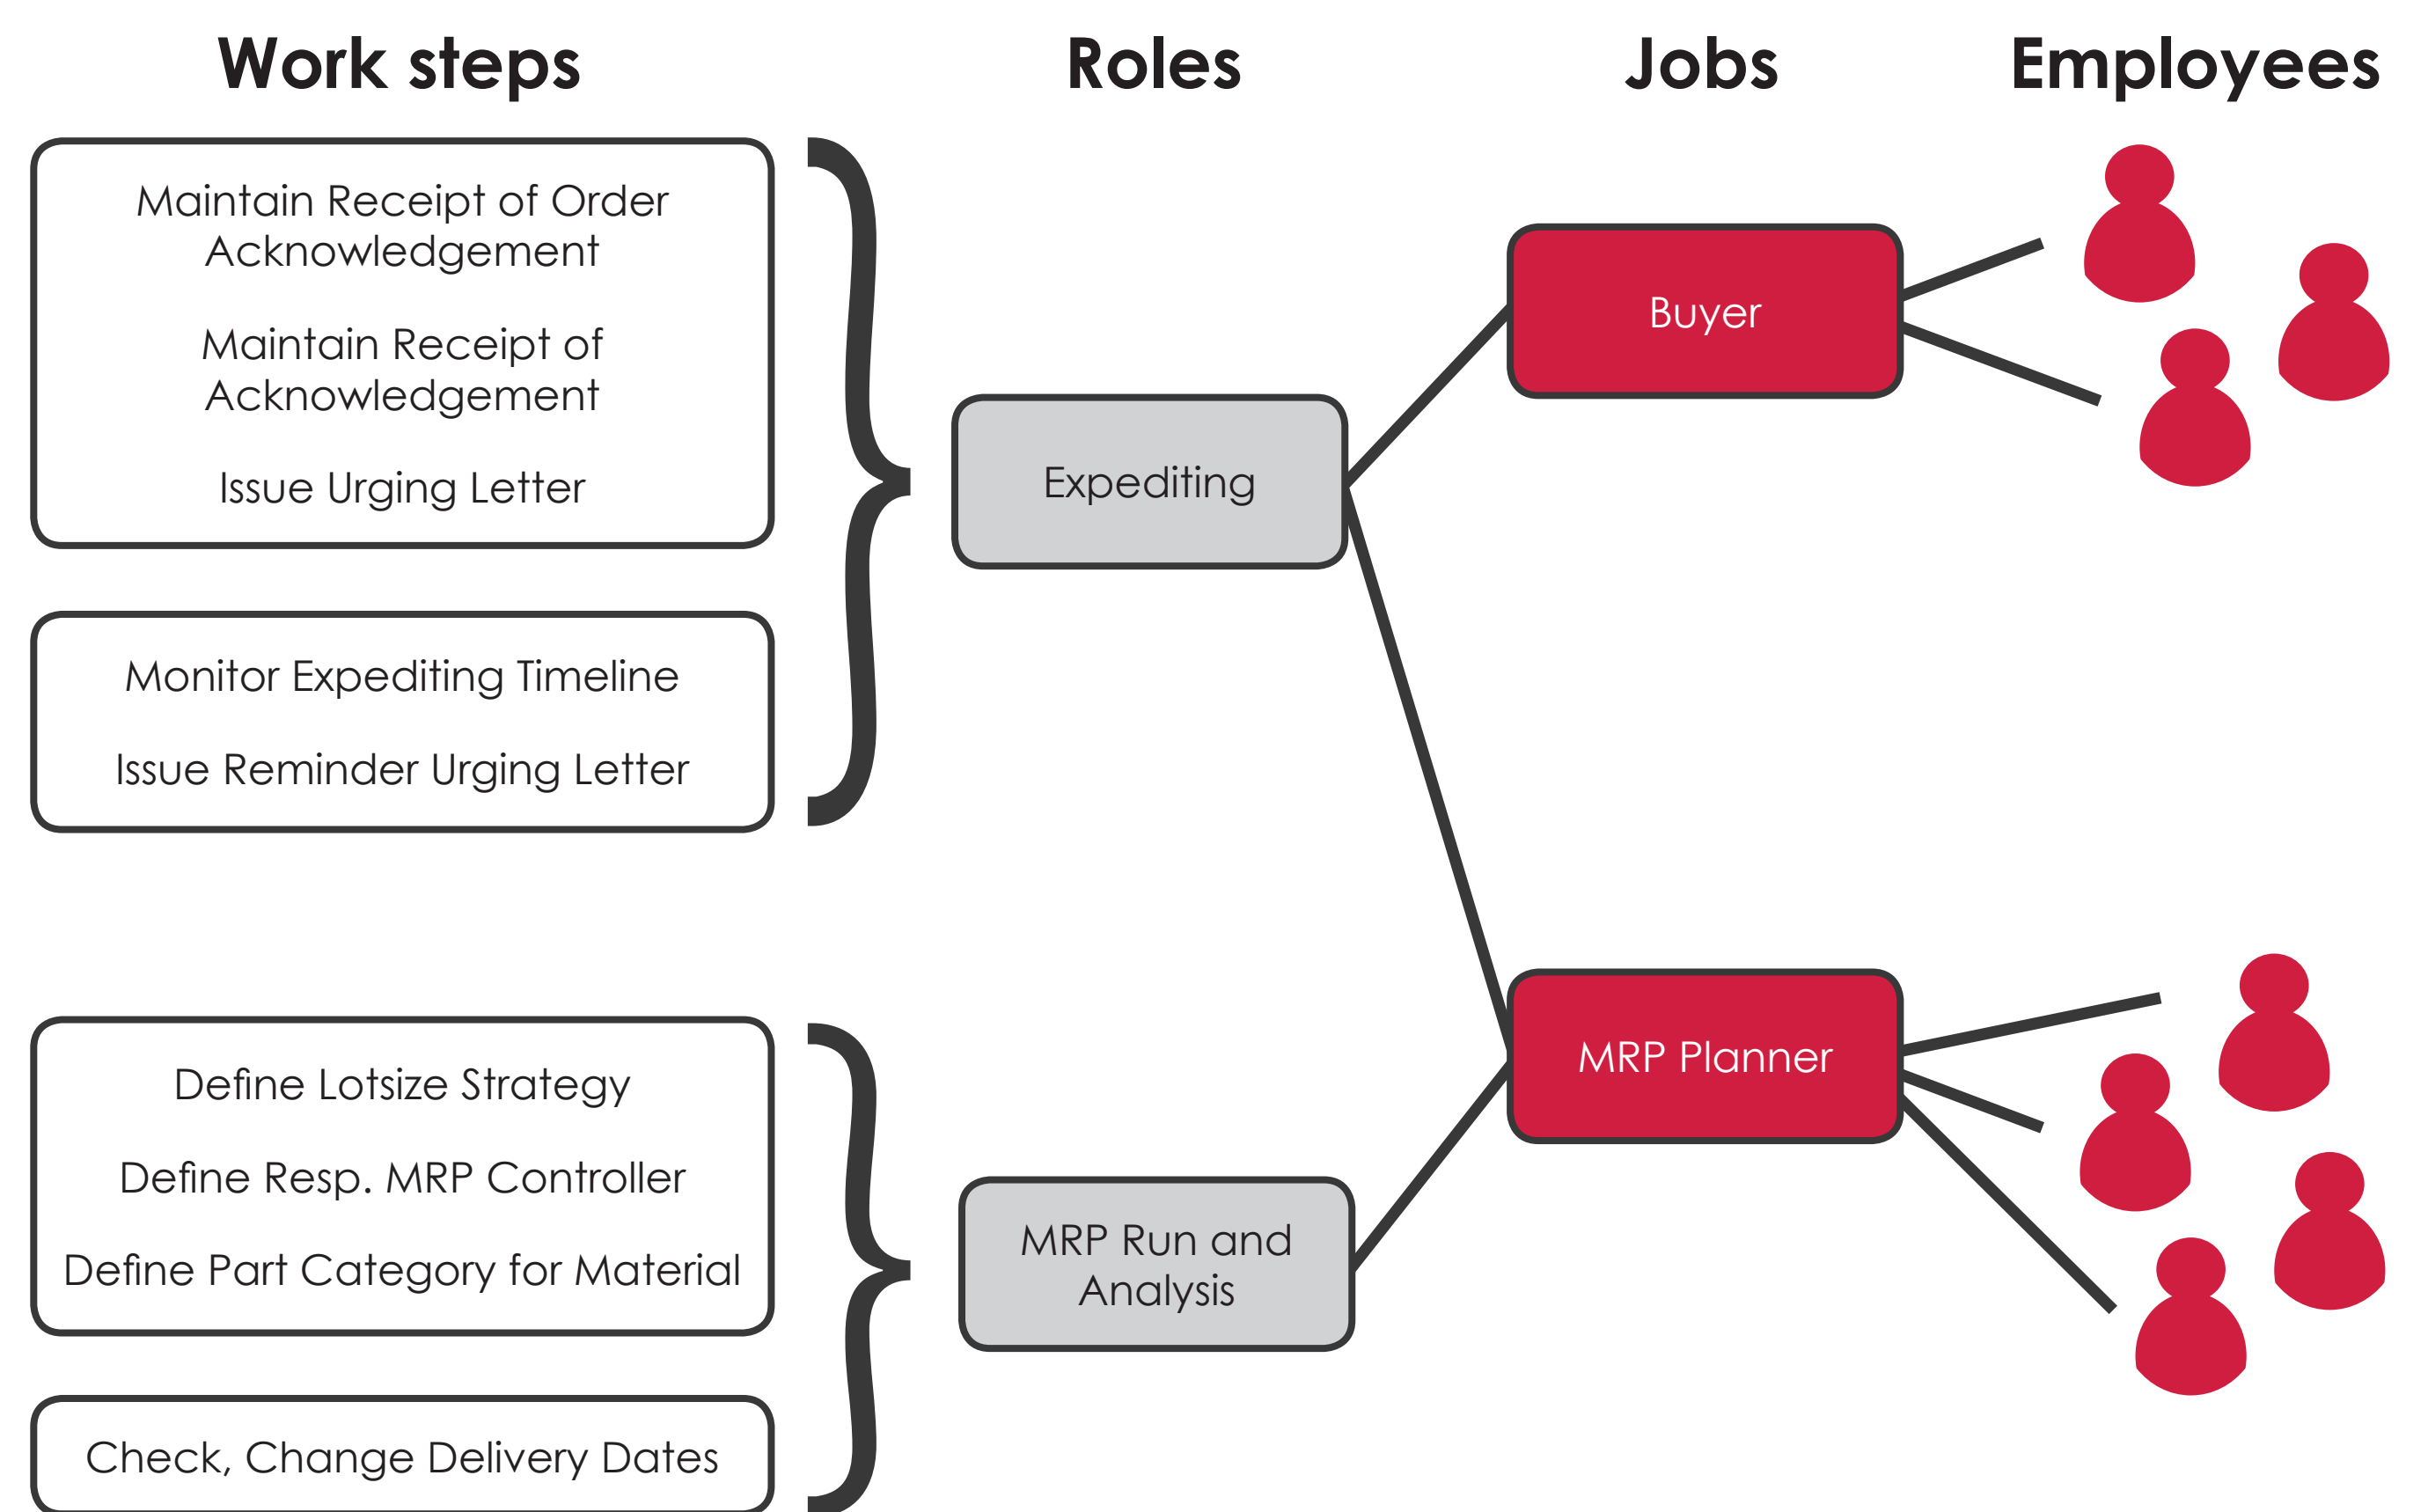 Work steps
Roles
Jobs
Employees
Maintain Receipt of Order
Acknowledgement
Maintain Receipt of
Acknowledgement
Issue Urging Letter
Monitor Expediting Timeline
Issue Reminder Urging Letter
Expediting
Buyer
Define Lotsize Strategy
Define Resp. MRP Controller
Define Part Category for Material
Check, Change Delivery Dates
MRP Run and
Analysis
MRP Planner